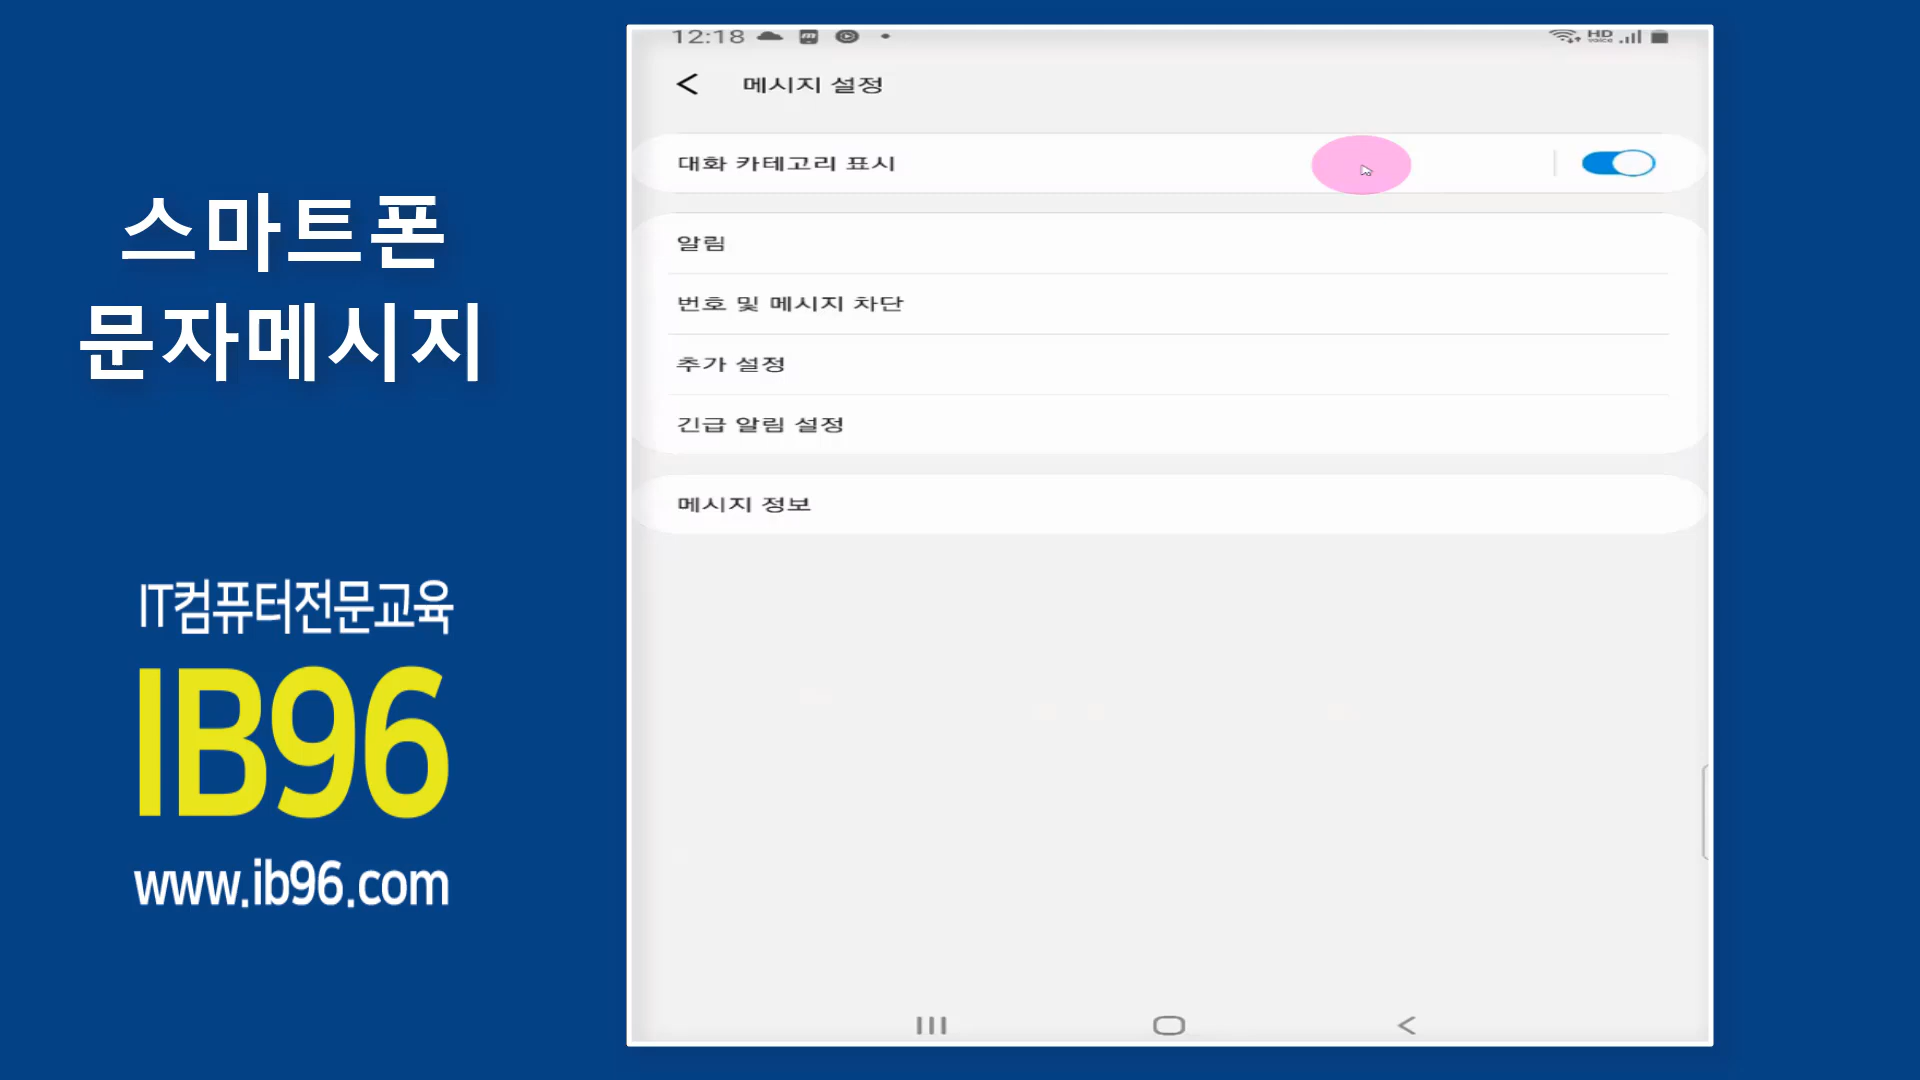 스마트폰
문자메시지
IT컴퓨터전문교육
IB96
www.ib96.com
12:18
HD
voice
메시지 설정
대화 카테고리 표시
알림
번호 및 메시지 차단
추가 설정
긴급 알림 설정
메시지 정보